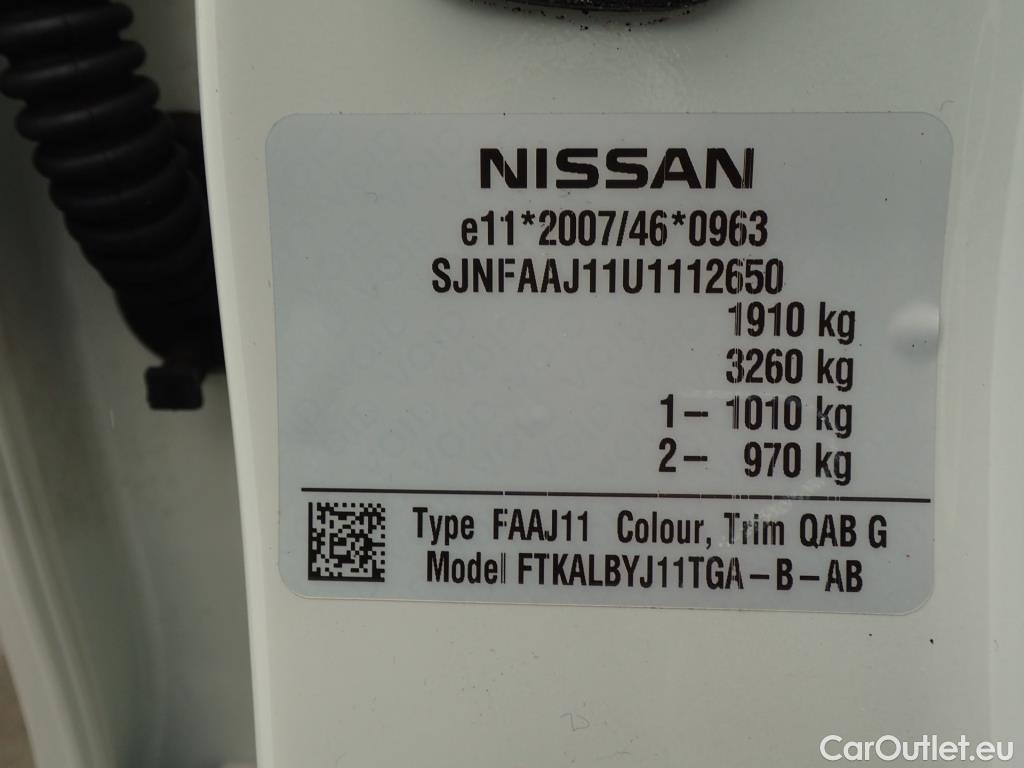 NISSAN
e11*2007/46*0963
SJNFAAJ11U1112650
1910 kg
3260 kg
1- 1010 kg
2- 970 kg
Type FAAJ11 Colour, Trim QAB G
Model FTKALBYJ11TGA-B-AB
CarOutlet.eu